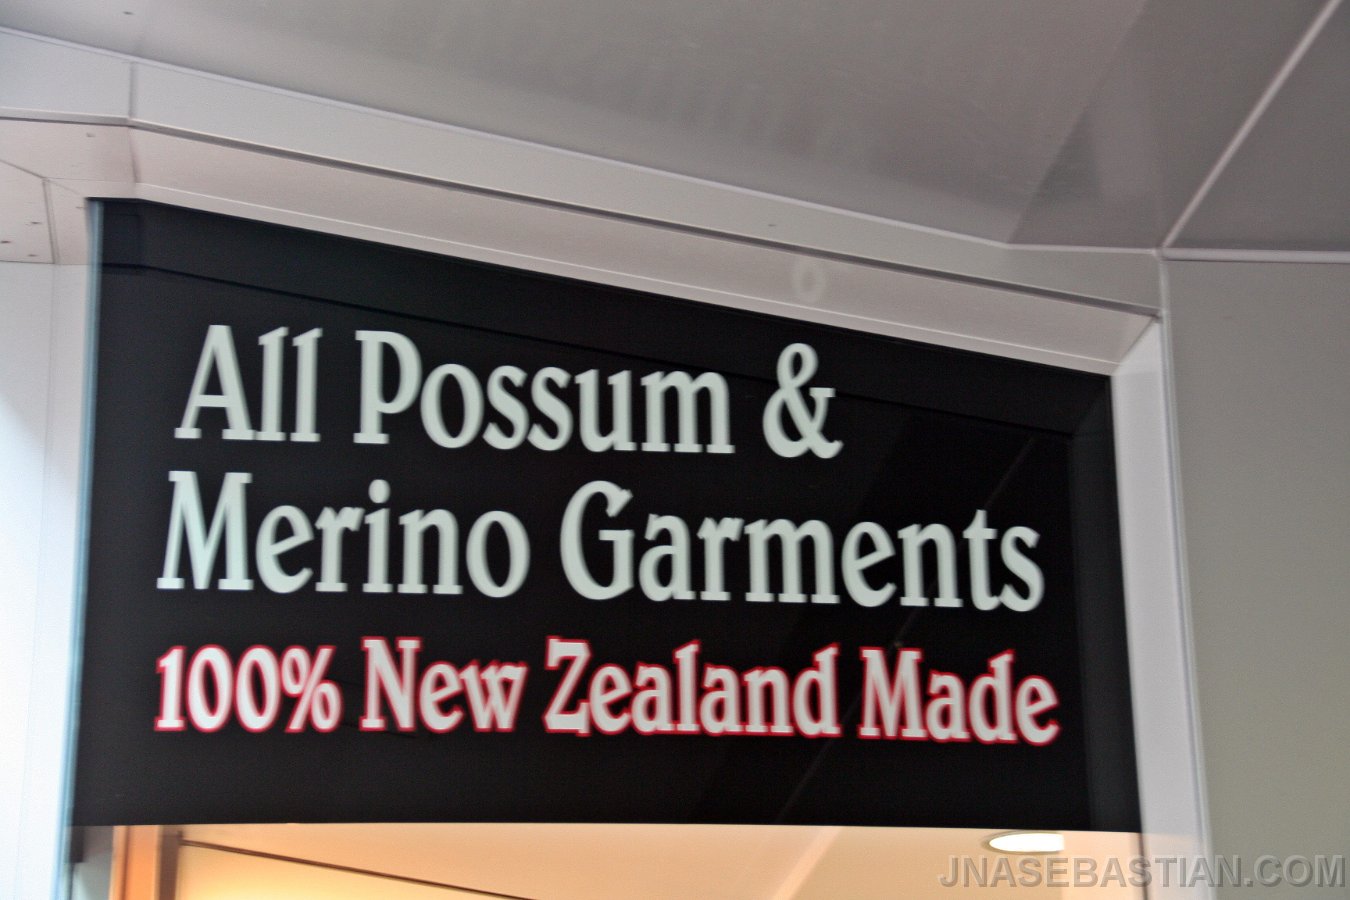 All Possum &
Merino Garments
100% New Zealand Made
JNASEBASTIAN.COM